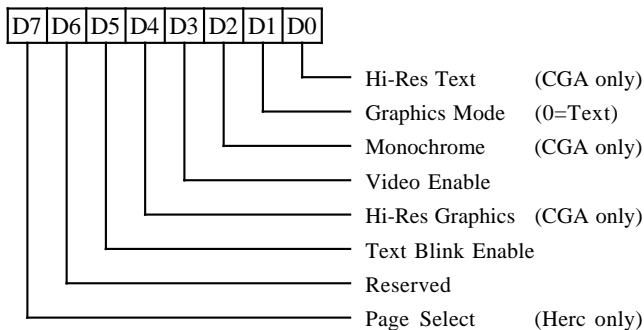 D7 D6 D5 D4 D3 D2 D1 D0
Hi-Res Text (CGA only)
Graphics Mode (0=Text)
Monochrome (CGA only)
Video Enable
Hi-Res Graphics (CGA only)
Text Blink Enable
Reserved
Page Select (Herc only)